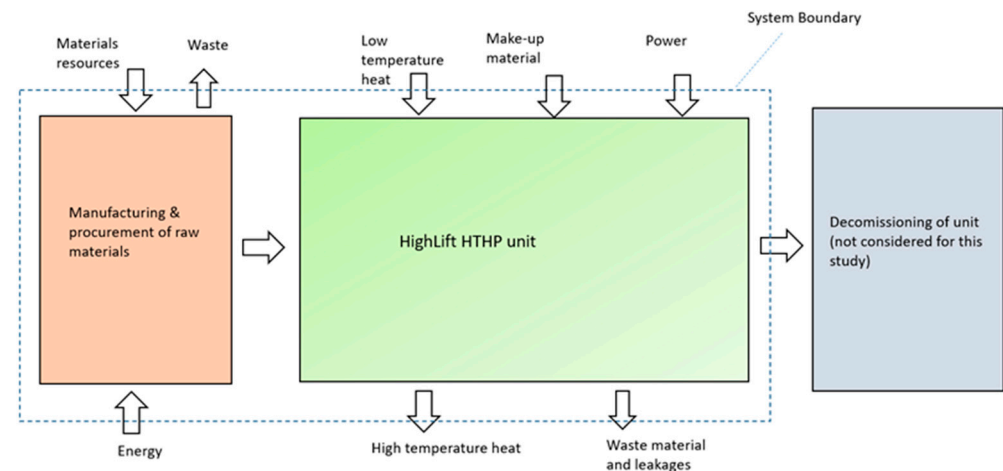 System Boundary
Materials
resources
Waste
Low
temperature
heat
Make-up
material
Power
Manufacturing &
procurement of raw
materials
HighLift HTHP unit
Decomissioning of unit
(not considered for this
study)
Energy
High temperature heat
Waste material
and leakages